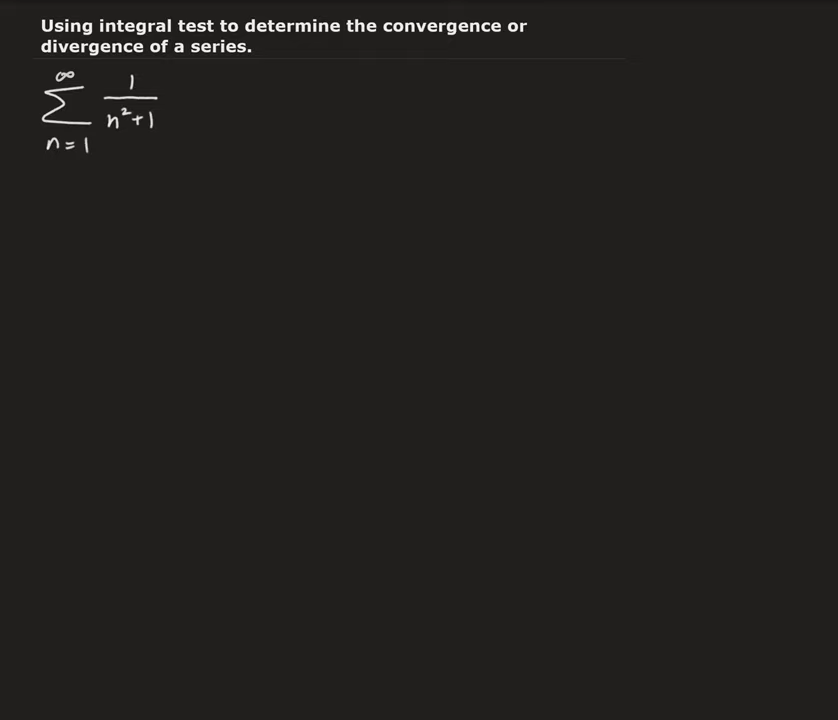 Using integral test to determine the convergence or
divergence of a series.
∞
∑ 1/(n²+1)
n = 1